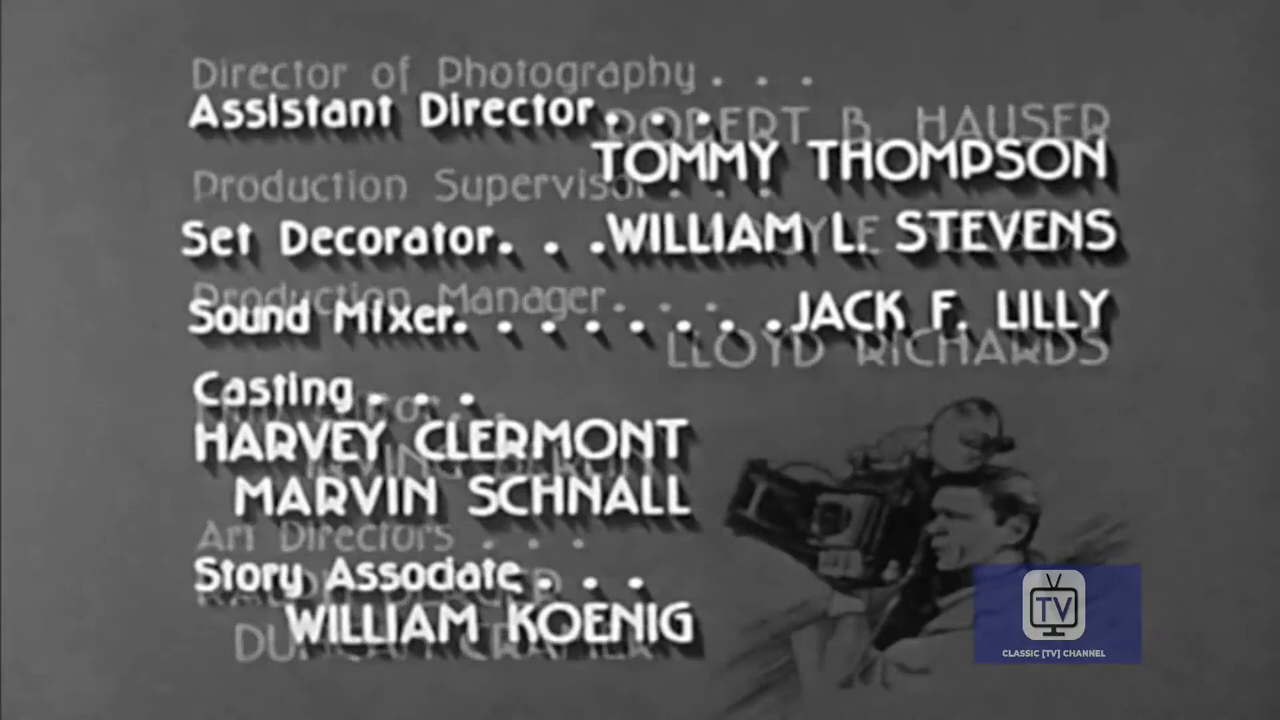 Director of Photography . . .
Assistant Director. . .
ROBERT B. HAUSER
TOMMY THOMPSON
Production Supervisor . . .
Set Decorator. . .WILLIAM L. STEVENS
Production Manager. . .
Sound Mixer. . . . . . . . .JACK F. LILLY
LLOYD RICHARDS
Casting . . .
HARVEY CLERMONT
MARVIN SCHNALL
Art Directors . . .
Story Associate . . .
WILLIAM KOENIG
TV
CLASSIC [TV] CHANNEL